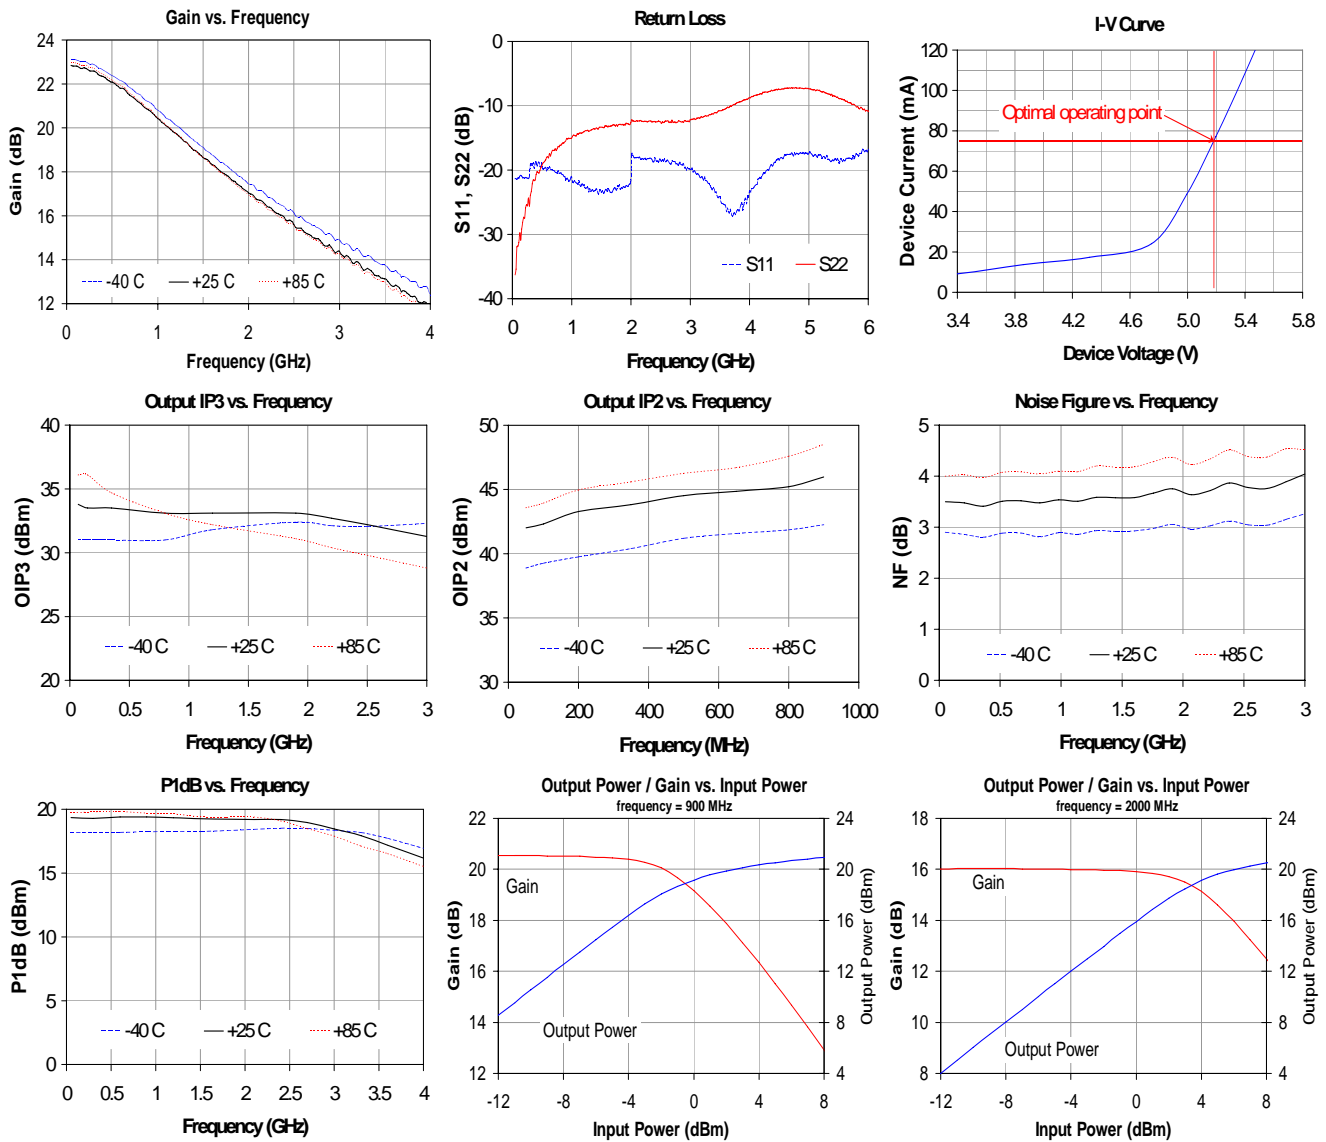 Gain vs. Frequency
24
22
20
18
16
14
12
Gain (dB)
-40 C
+25 C
+85 C
0 1 2 3 4
Frequency (GHz)
Return Loss
0
-10
-20
-30
-40
S11, S22 (dB)
S11
S22
0 1 2 3 4 5 6
Frequency (GHz)
I-V Curve
120
100
80
60
40
20
0
Device Current (mA)
Optimal operating point
3.4 3.8 4.2 4.6 5.0 5.4 5.8
Device Voltage (V)
Output IP3 vs. Frequency
40
35
30
25
20
OIP3 (dBm)
-40 C
+25 C
+85 C
0 0.5 1 1.5 2 2.5 3
Frequency (GHz)
Output IP2 vs. Frequency
50
45
40
35
30
OIP2 (dBm)
-40 C
+25 C
+85 C
0 200 400 600 800 1000
Frequency (MHz)
Noise Figure vs. Frequency
5
4
3
2
1
0
NF (dB)
-40 C
+25 C
+85 C
0 0.5 1 1.5 2 2.5 3
Frequency (GHz)
P1dB vs. Frequency
20
15
10
5
0
P1dB (dBm)
-40 C
+25 C
+85 C
0 0.5 1 1.5 2 2.5 3 3.5 4
Frequency (GHz)
Output Power / Gain vs. Input Power
frequency = 900 MHz
22
20
18
16
14
12
Gain (dB)
Gain
Output Power
24
20
16
12
8
4
Output Power (dBm)
-12 -8 -4 0 4 8
Input Power (dBm)
Output Power / Gain vs. Input Power
frequency = 2000 MHz
18
16
14
12
10
8
Gain (dB)
Gain
Output Power
24
20
16
12
8
4
Output Power (dBm)
-12 -8 -4 0 4 8
Input Power (dBm)